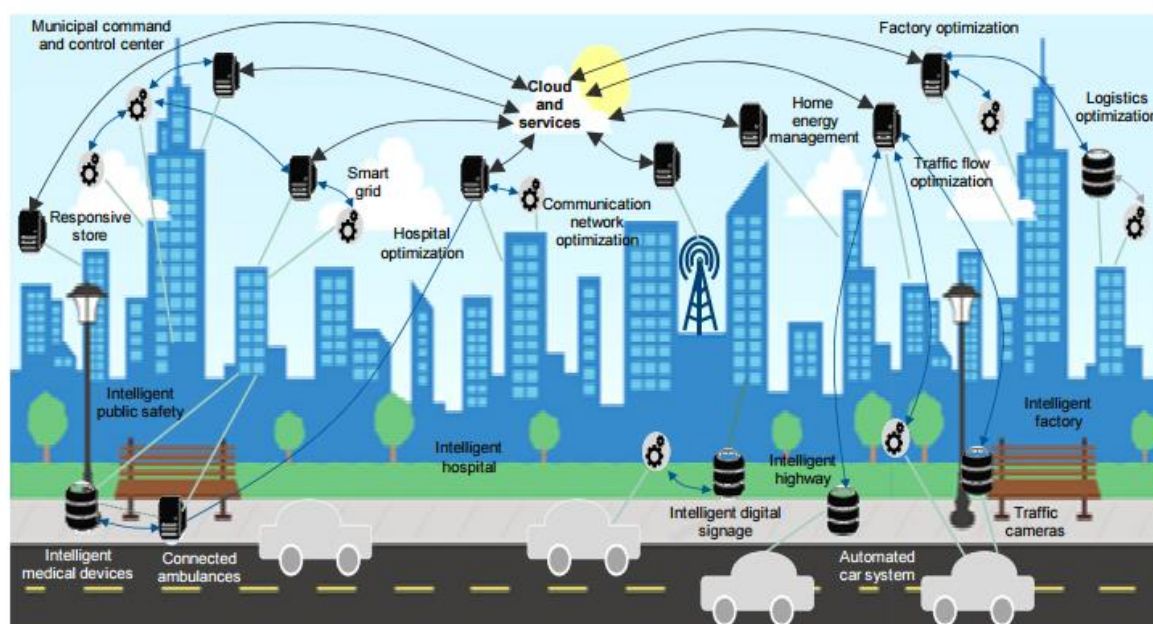 Municipal command
and control center
Factory optimization
Cloud and
services
Home
energy
management
Logistics
optimization
Smart
grid
Traffic flow
optimization
Responsive
store
Hospital
optimization
Communication
network
optimization
Intelligent
public safety
Intelligent
hospital
Intelligent
highway
Intelligent
factory
Intelligent digital
signage
Traffic
cameras
Intelligent
medical devices
Connected
ambulances
Automated
car system